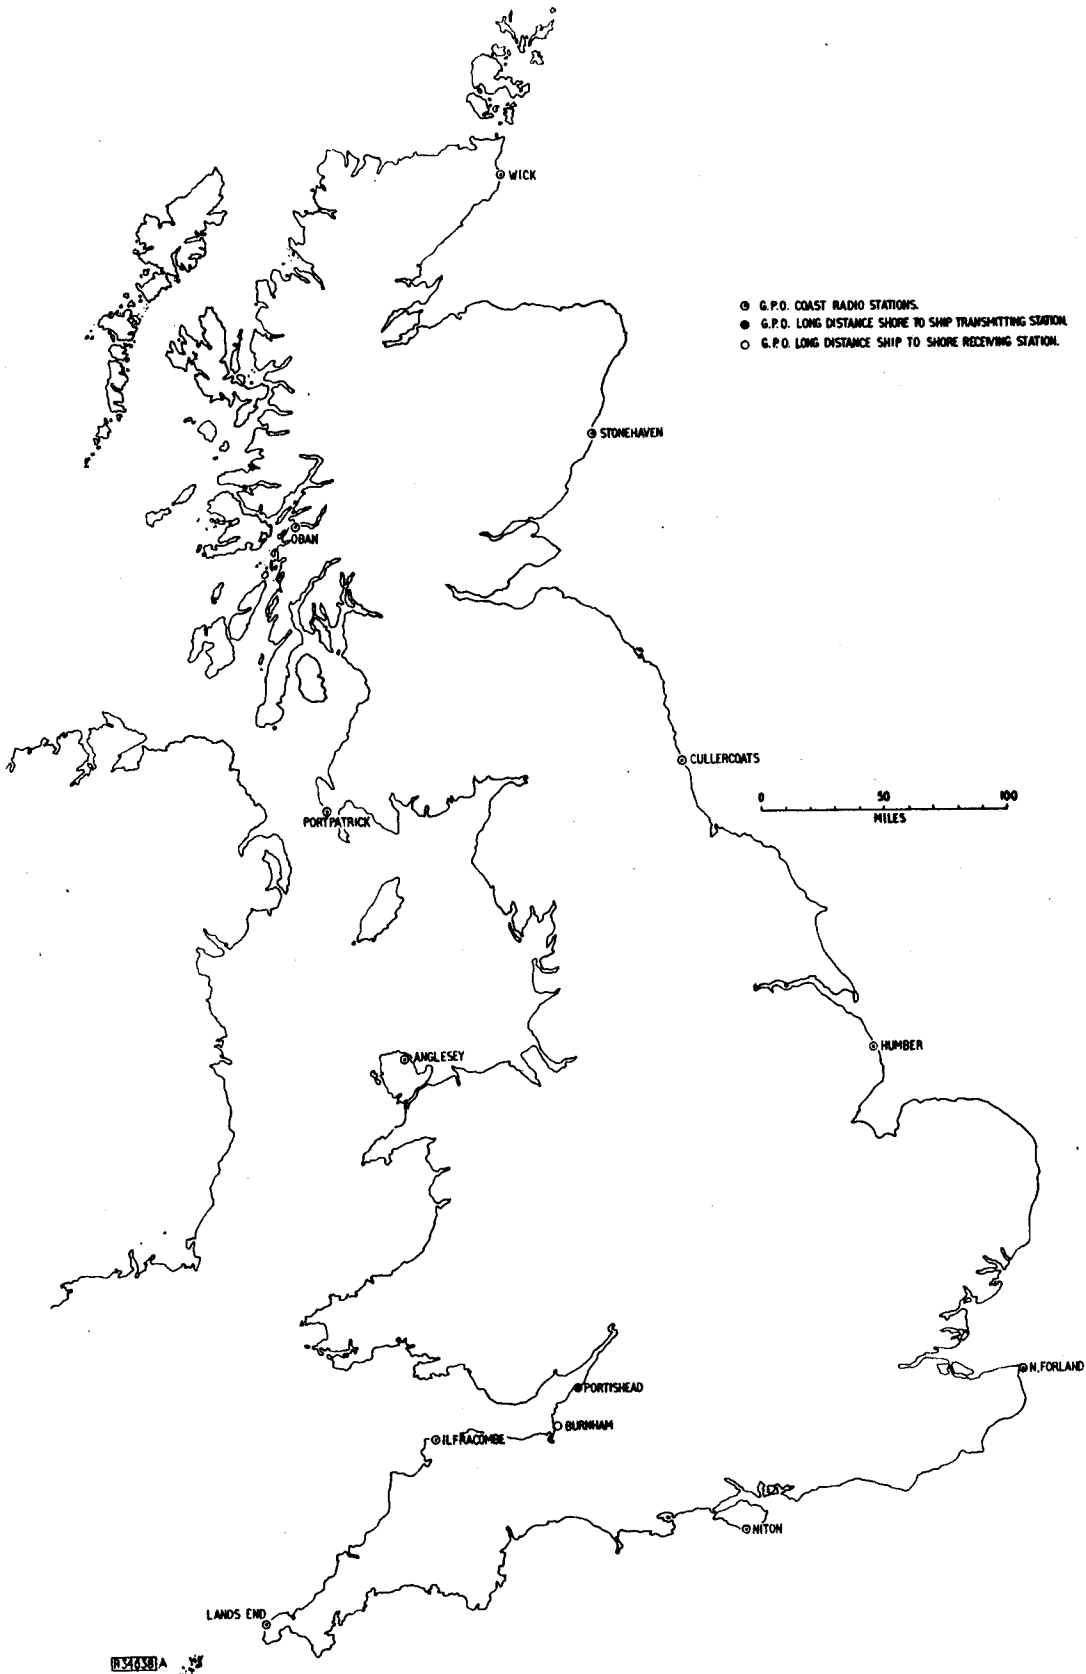 WICK
G.P.O. COAST RADIO STATIONS.
G.P.O. LONG DISTANCE SHORE TO SHIP TRANSMITTING STATION.
G.P.O. LONG DISTANCE SHIP TO SHORE RECEIVING STATION.
STONEHAVEN
OBAN
CULLERCOATS
0 50 100
MILES
PORTPATRICK
HUMBER
ANGLESEY
N. FORLAND
PORTISHEAD
BURNHAM
ILFRACOMBE
NITON
LANDS END